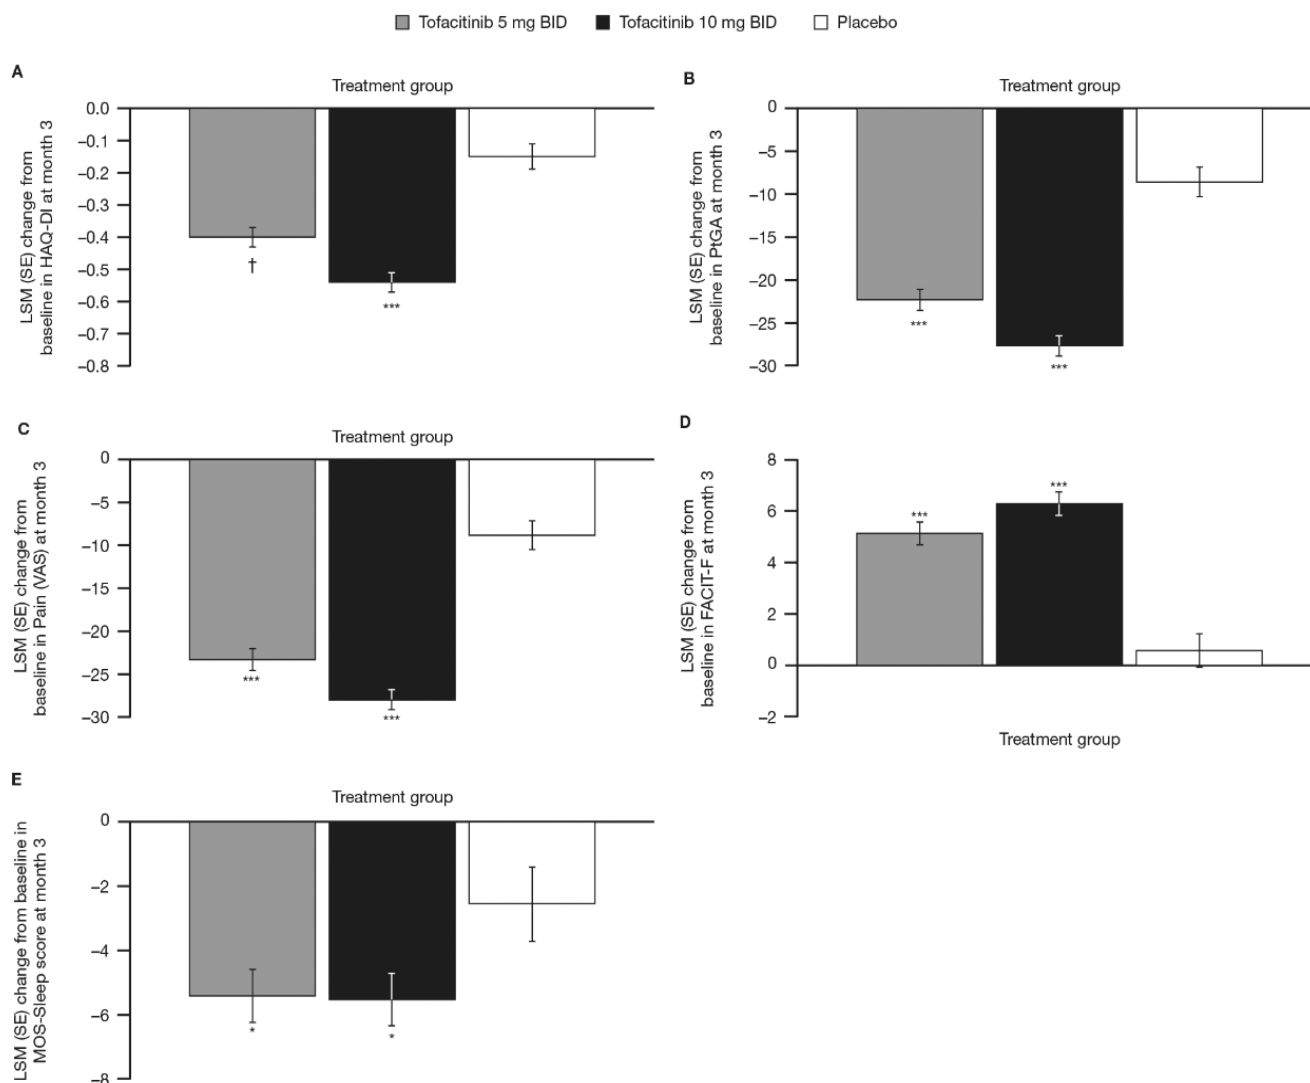 Tofacitinib 5 mg BID Tofacitinib 10 mg BID Placebo
A
Treatment group
LSM (SE) change from
baseline in HAQ-DI at month 3
0.0
–0.1
–0.2
–0.3
–0.4
–0.5
–0.6
–0.7
–0.8
†
***
B
Treatment group
LSM (SE) change from
baseline in PtGA at month 3
0
–5
–10
–15
–20
–25
–30
***
***
C
Treatment group
LSM (SE) change from
baseline in Pain (VAS) at month 3
0
–5
–10
–15
–20
–25
–30
***
***
D
LSM (SE) change from
baseline in FACIT-F at month 3
8
6
4
2
0
–2
***
***
Treatment group
E
Treatment group
LSM (SE) change from baseline in
MOS-Sleep score at month 3
0
–2
–4
–6
–8
*
*